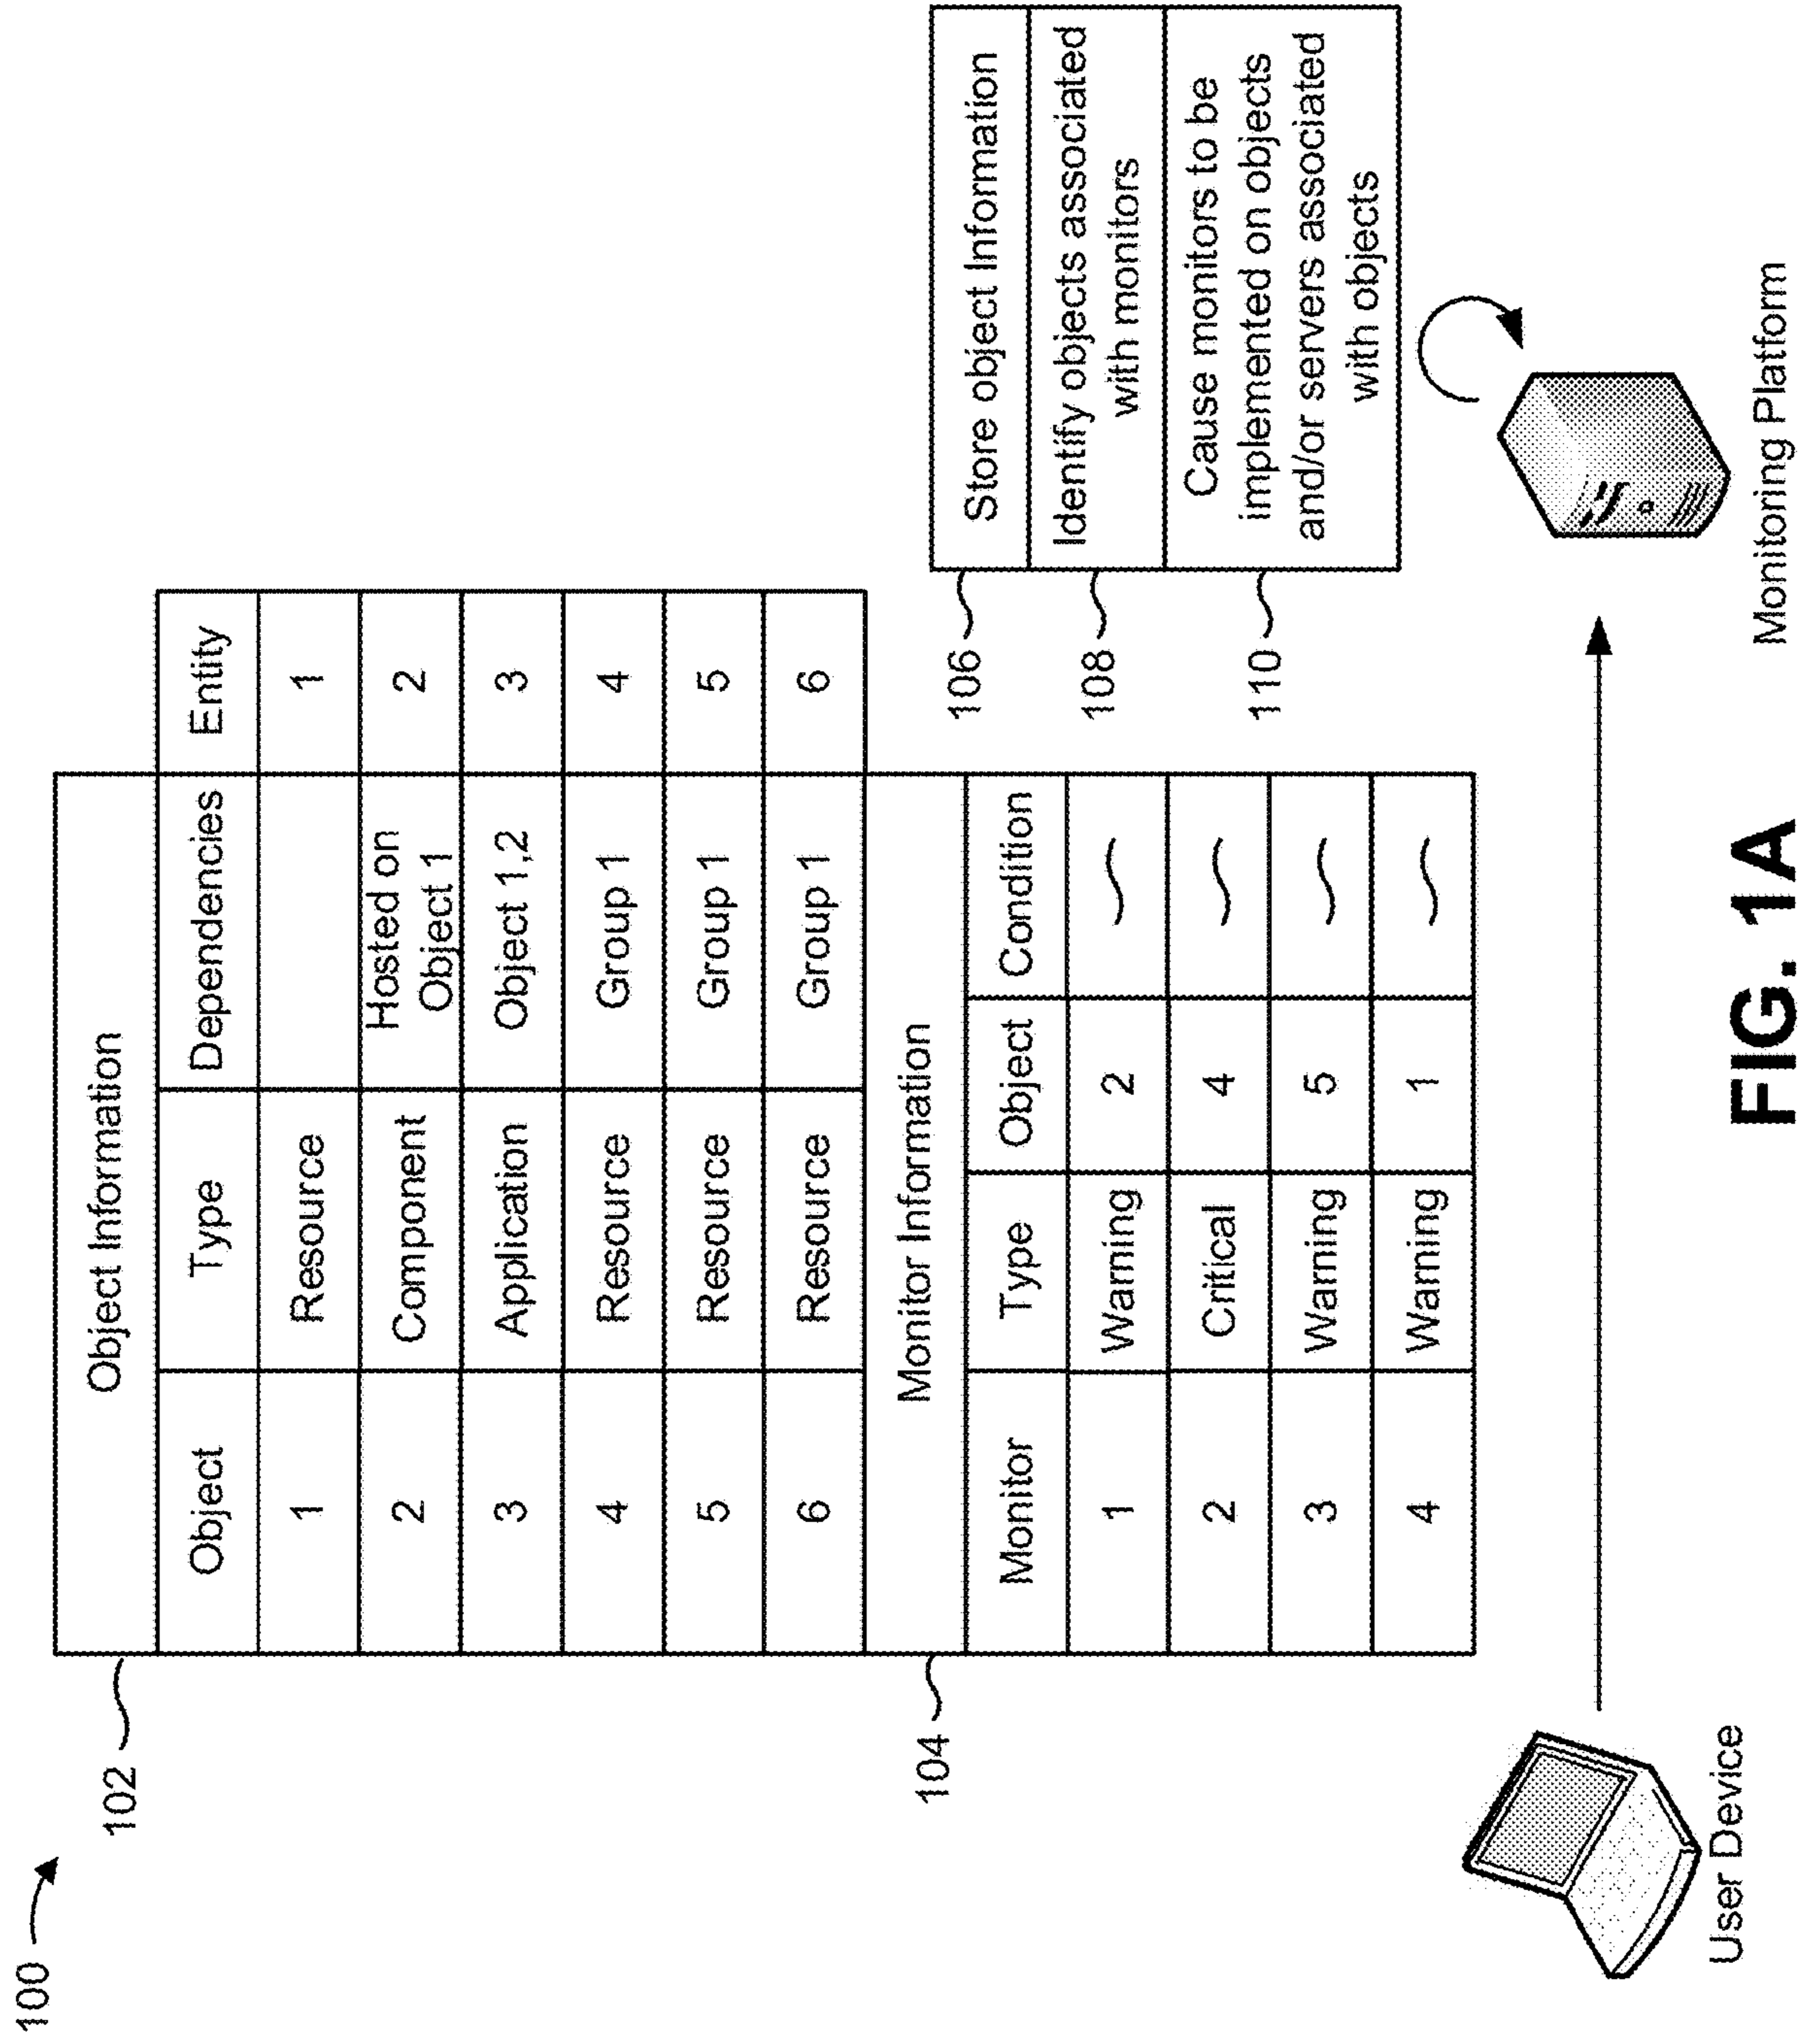 100
102
Object Information
Object Type Dependencies Entity
1 Resource 1
2 Component Hosted on
Object 1 2
3 Application Object 1,2 3
4 Resource Group 1 4
5 Resource Group 1 5
6 Resource Group 1 6
104
Monitor Information
Monitor Type Object Condition
1 Warning 2
2 Critical 4
3 Warning 5
4 Warning 1
106
Store object Information
108
Identify objects associated
with monitors
110
Cause monitors to be
implemented on objects
and/or servers associated
with objects
User Device
Monitoring Platform
FIG. 1A